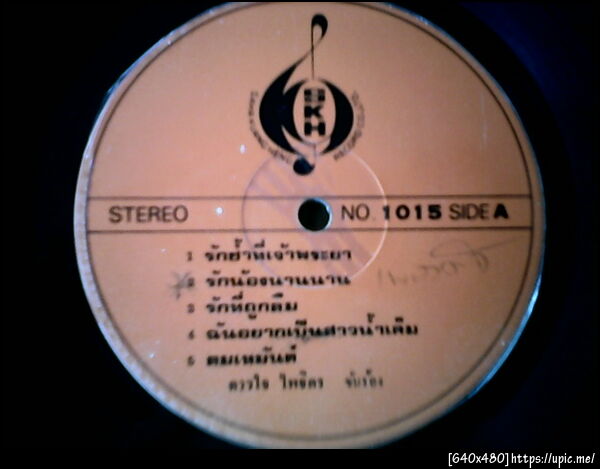 SKH
STEREO NO. 1015 SIDE A
1 รักย้ำที่เจ้าพระยา
2 รักน้องนานนาน
3 รักที่ถูกลืม
4 ฉันอยากเป็นสาวน้ำเค็ม
5 ลมเหมันต์
ดาวใจ ไพจิตร ขับร้อง
[640x480]https://upic.me/